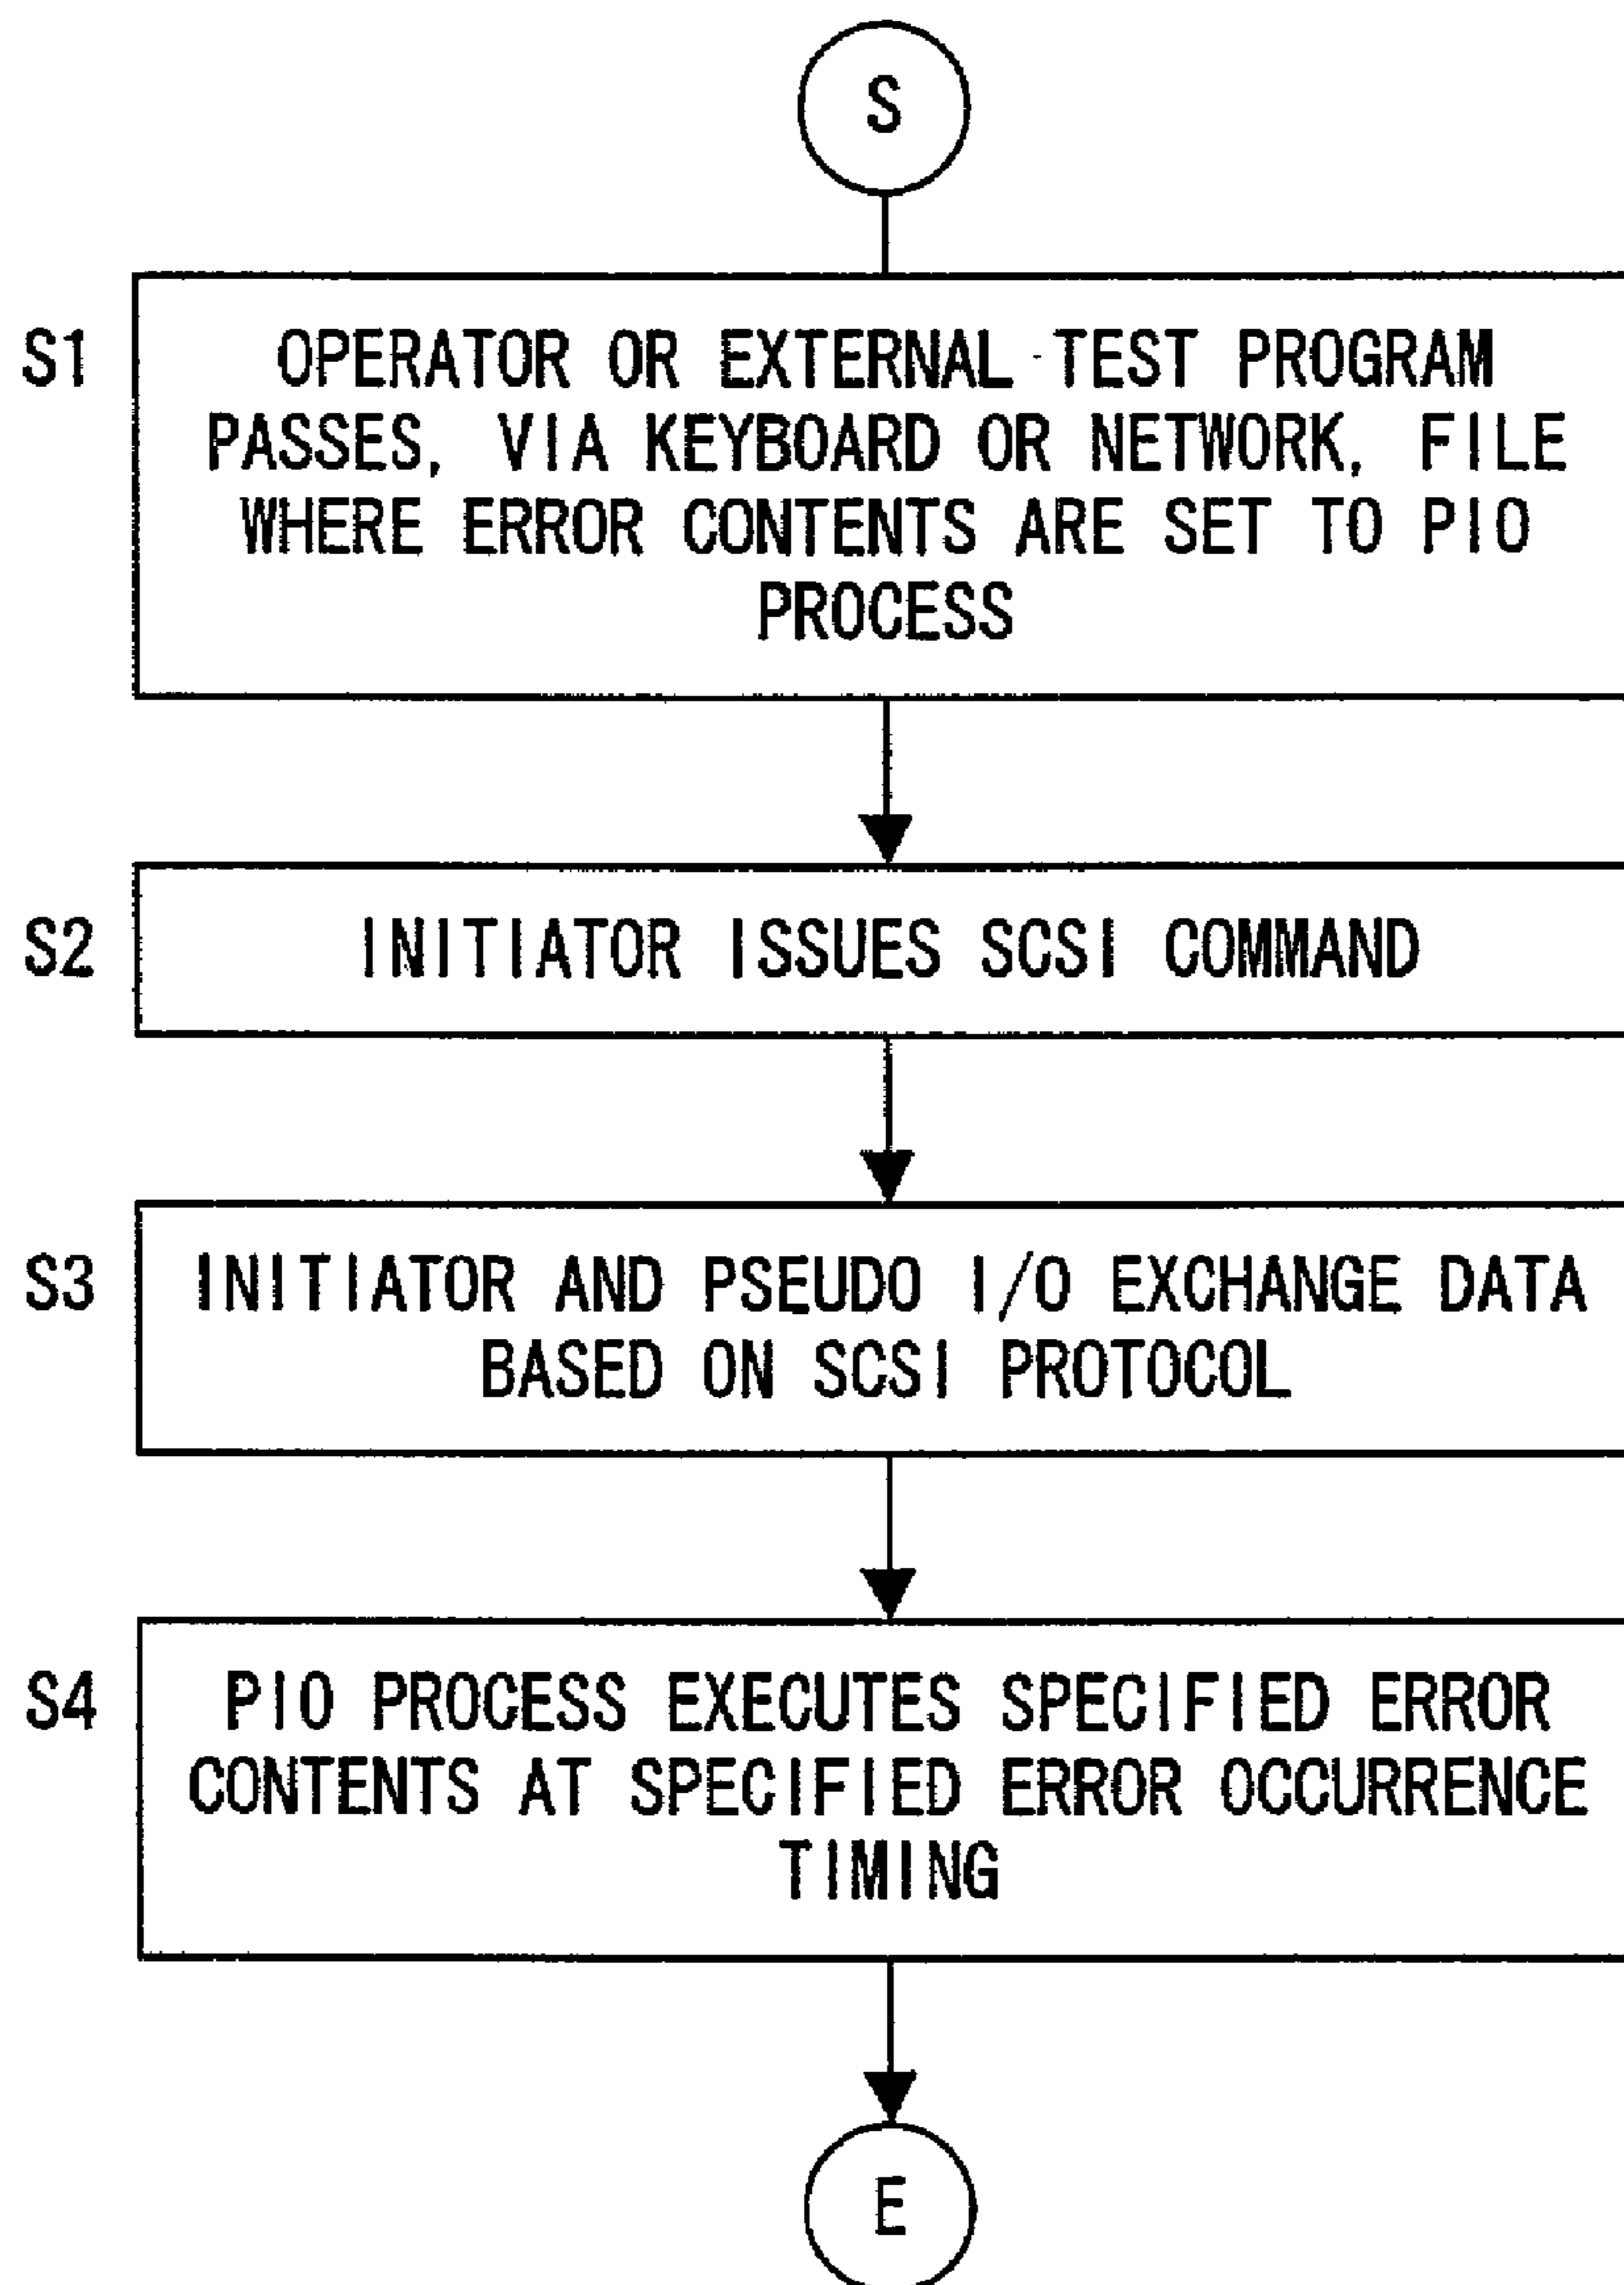 S
S1
OPERATOR OR EXTERNAL TEST PROGRAM
PASSES, VIA KEYBOARD OR NETWORK, FILE
WHERE ERROR CONTENTS ARE SET TO PIO
PROCESS
S2
INITIATOR ISSUES SCSI COMMAND
S3
INITIATOR AND PSEUDO I/O EXCHANGE DATA
BASED ON SCSI PROTOCOL
S4
PIO PROCESS EXECUTES SPECIFIED ERROR
CONTENTS AT SPECIFIED ERROR OCCURRENCE
TIMING
E